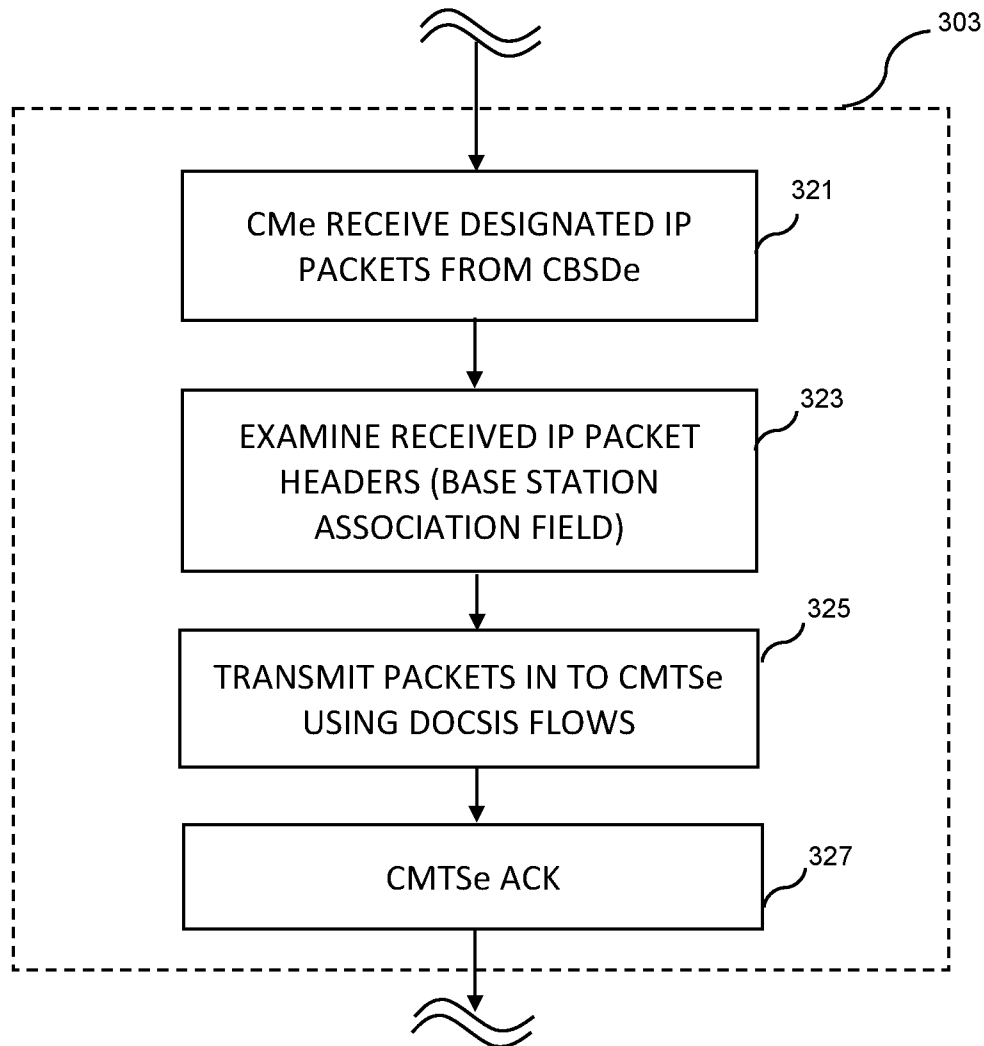 303
CMe RECEIVE DESIGNATED IP
PACKETS FROM CBSDe
321
EXAMINE RECEIVED IP PACKET
HEADERS (BASE STATION
ASSOCIATION FIELD)
323
TRANSMIT PACKETS IN TO CMTSe
USING DOCSIS FLOWS
325
CMTSe ACK
327